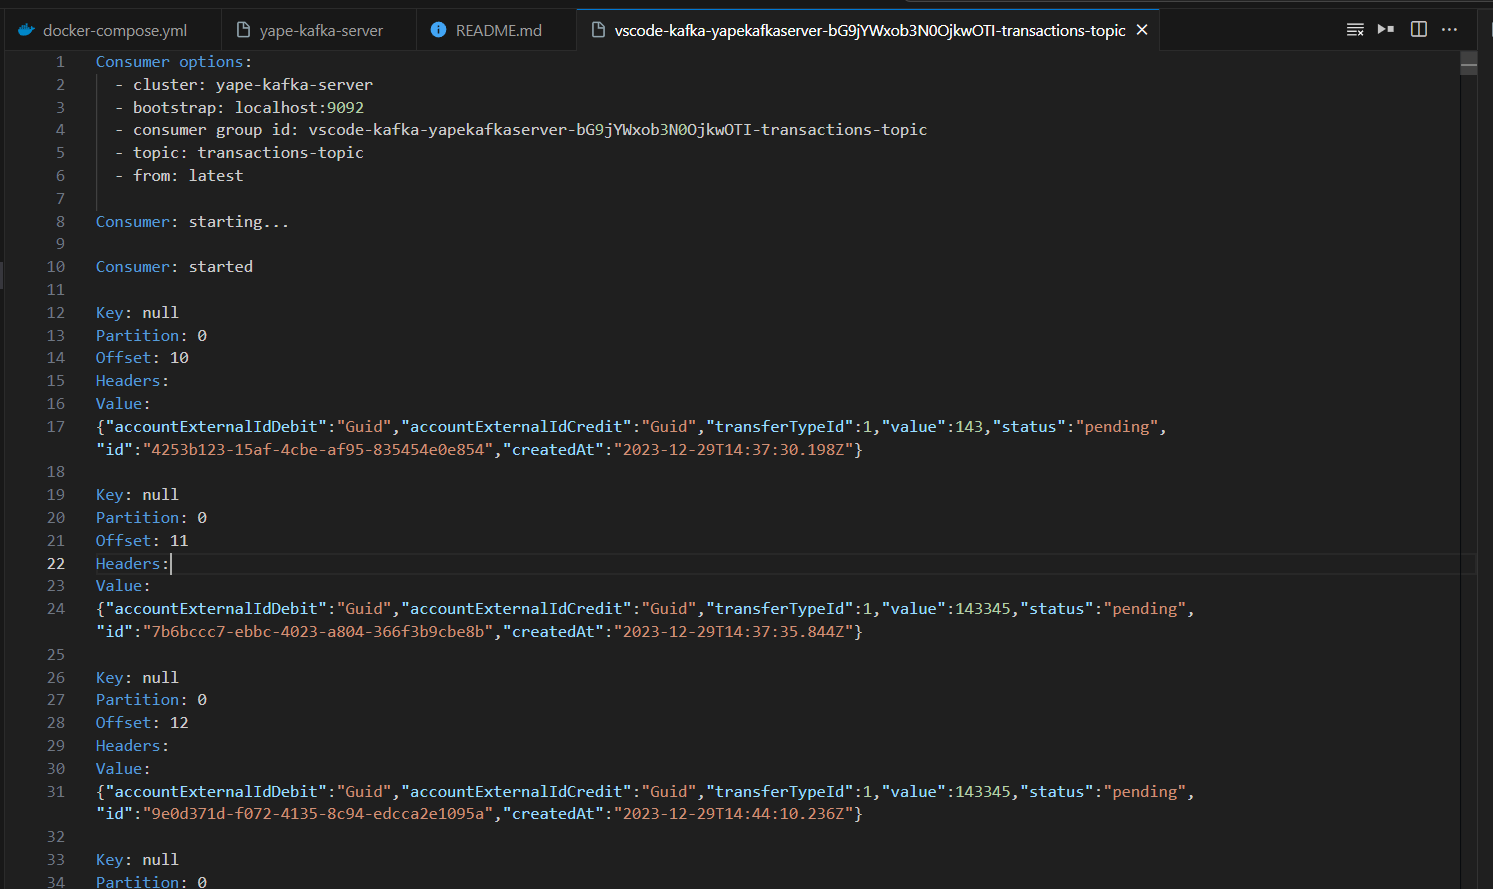 docker-compose.yml yape-kafka-server README.md vscode-kafka-yapekafkaserver-bG9jYWxob3N0OjkwOTI-transactions-topic
1 Consumer options:
2 - cluster: yape-kafka-server
3 - bootstrap: localhost:9092
4 - consumer group id: vscode-kafka-yapekafkaserver-bG9jYWxob3N0OjkwOTI-transactions-topic
5 - topic: transactions-topic
6 - from: latest
7
8 Consumer: starting...
9
10 Consumer: started
11
12 Key: null
13 Partition: 0
14 Offset: 10
15 Headers:
16 Value:
17 {"accountExternalIdDebit":"Guid","accountExternalIdCredit":"Guid","transferTypeId":1,"value":143,"status":"pending",
"id":"4253b123-15af-4cbe-af95-835454e0e854","createdAt":"2023-12-29T14:37:30.198Z"}
18
19 Key: null
20 Partition: 0
21 Offset: 11
22 Headers:
23 Value:
24 {"accountExternalIdDebit":"Guid","accountExternalIdCredit":"Guid","transferTypeId":1,"value":143345,"status":"pending",
"id":"7b6bccc7-ebbc-4023-a804-366f3b9cbe8b","createdAt":"2023-12-29T14:37:35.844Z"}
25
26 Key: null
27 Partition: 0
28 Offset: 12
29 Headers:
30 Value:
31 {"accountExternalIdDebit":"Guid","accountExternalIdCredit":"Guid","transferTypeId":1,"value":143345,"status":"pending",
"id":"9e0d371d-f072-4135-8c94-edcca2e1095a","createdAt":"2023-12-29T14:44:10.236Z"}
32
33 Key: null
34 Partition: 0